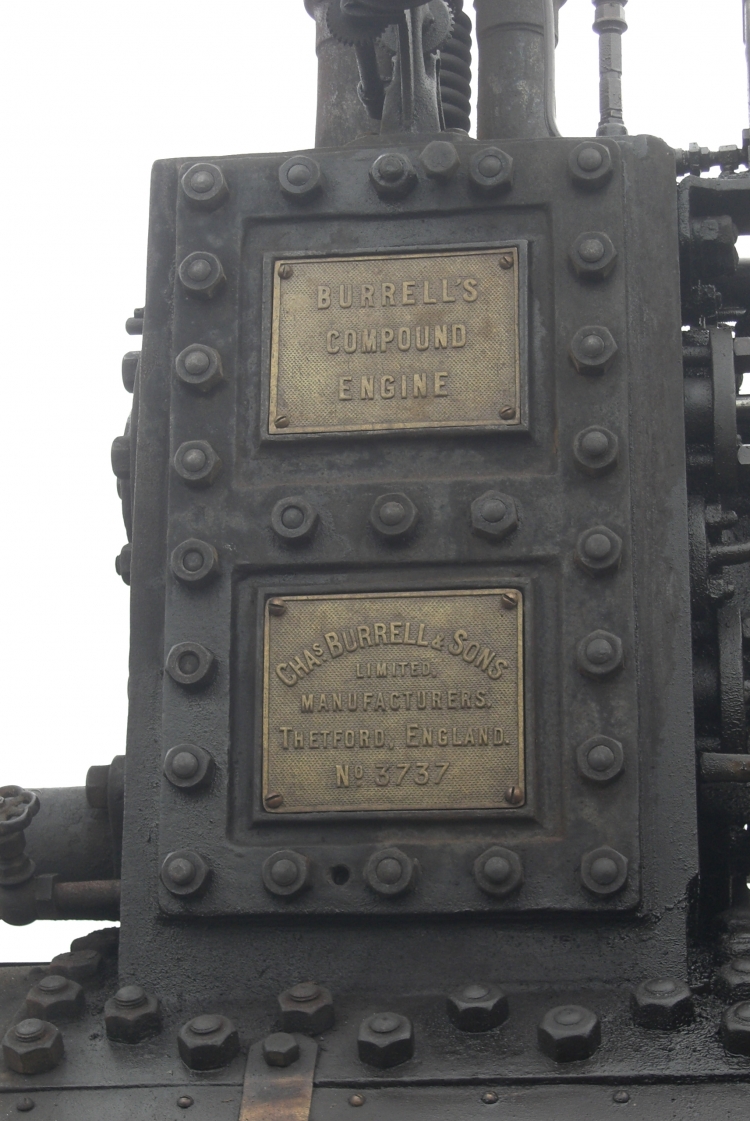 BURRELL'S
COMPOUND
ENGINE
CHAS BURRELL & SONS
LIMITED.
MANUFACTURERS.
THETFORD, ENGLAND.
No 3737